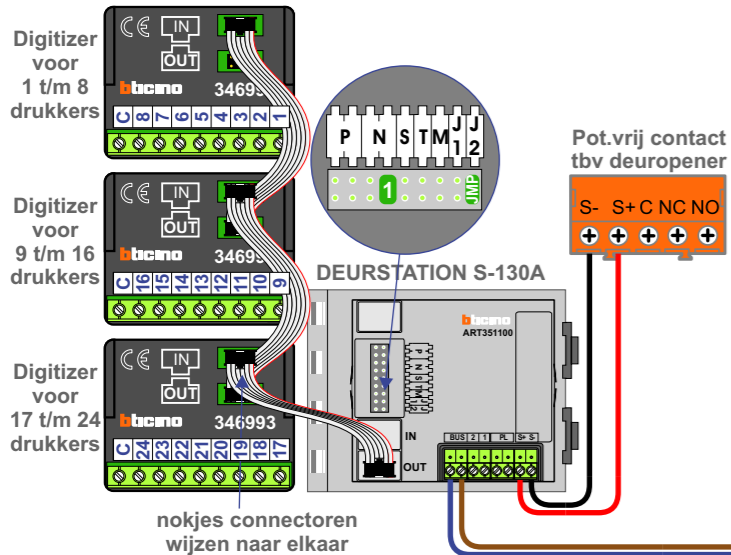 Digitizer
voor
1 t/m 8
drukkers
IN
OUT
bticino
34699
C 8 7 6 5 4 3 2 1
Digitizer
voor
9 t/m 16
drukkers
IN
OUT
bticino
34699
C 16 15 14 13 12 11 10 9
Digitizer
voor
17 t/m 24
drukkers
IN
OUT
bticino
346993
C 24 23 22 21 20 19 18 17
nokjes connectoren
wijzen naar elkaar
P N S T M J1 J2
1 JMP
DEURSTATION S-130A
bticino
ART351100
P N S T M J1 J2
IN
OUT
BUS 2 1 PL S+ S-
Pot.vrij contact
tbv deuropener
S- S+ C NC NO